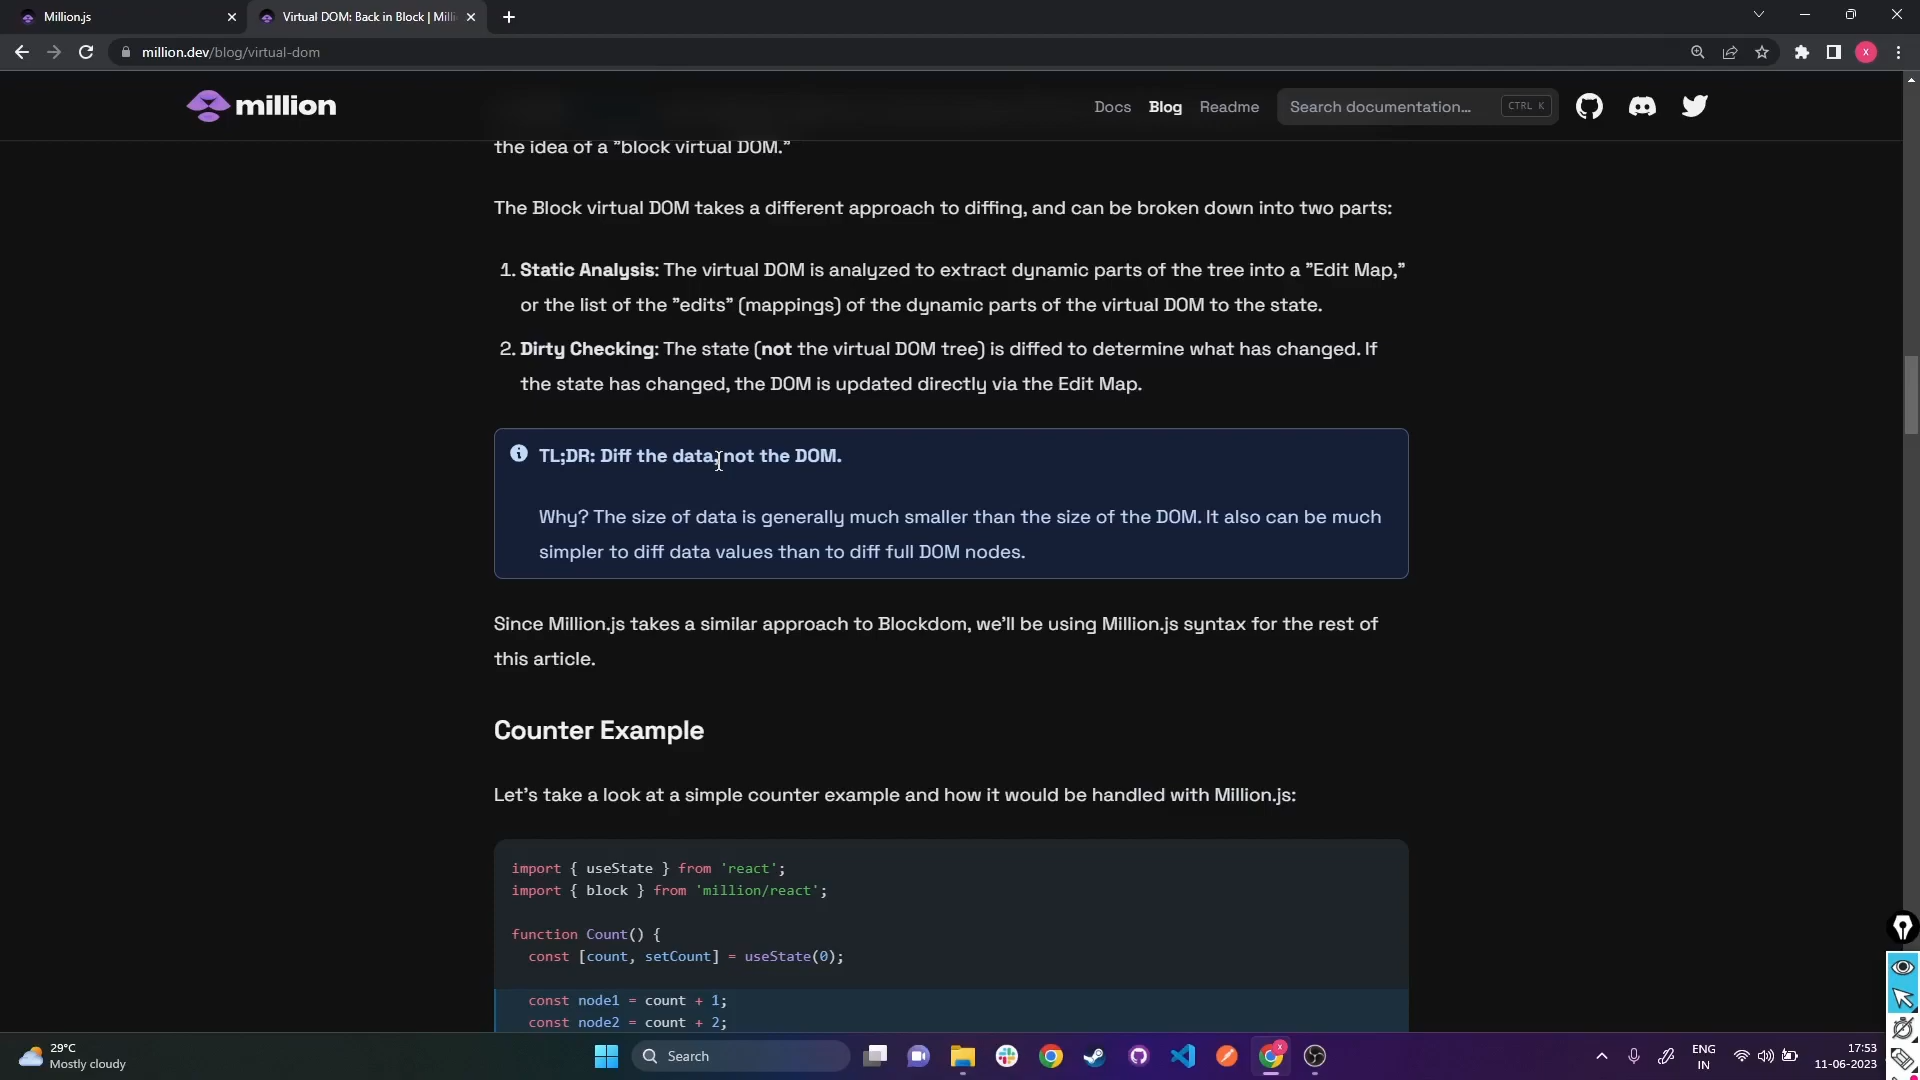 Million.js
Virtual DOM: Back in Block | Milli
million.dev/blog/virtual-dom
x
million
Docs
Blog
Readme
Search documentation...
CTRL K
the idea of a "block virtual DOM."
The Block virtual DOM takes a different approach to diffing, and can be broken down into two parts:
1. Static Analysis: The virtual DOM is analyzed to extract dynamic parts of the tree into a "Edit Map,"
or the list of the "edits" (mappings) of the dynamic parts of the virtual DOM to the state.
2. Dirty Checking: The state (not the virtual DOM tree) is diffed to determine what has changed. If
the state has changed, the DOM is updated directly via the Edit Map.
TL;DR: Diff the data, not the DOM.
Why? The size of data is generally much smaller than the size of the DOM. It also can be much
simpler to diff data values than to diff full DOM nodes.
Since Million.js takes a similar approach to Blockdom, we'll be using Million.js syntax for the rest of
this article.
Counter Example
Let's take a look at a simple counter example and how it would be handled with Million.js:
import { useState } from 'react';
import { block } from 'million/react';
function Count() {
const [count, setCount] = useState(0);
const node1 = count + 1;
const node2 = count + 2;
29°C
Mostly cloudy
Search
ENG
IN
17:53
11-06-2023